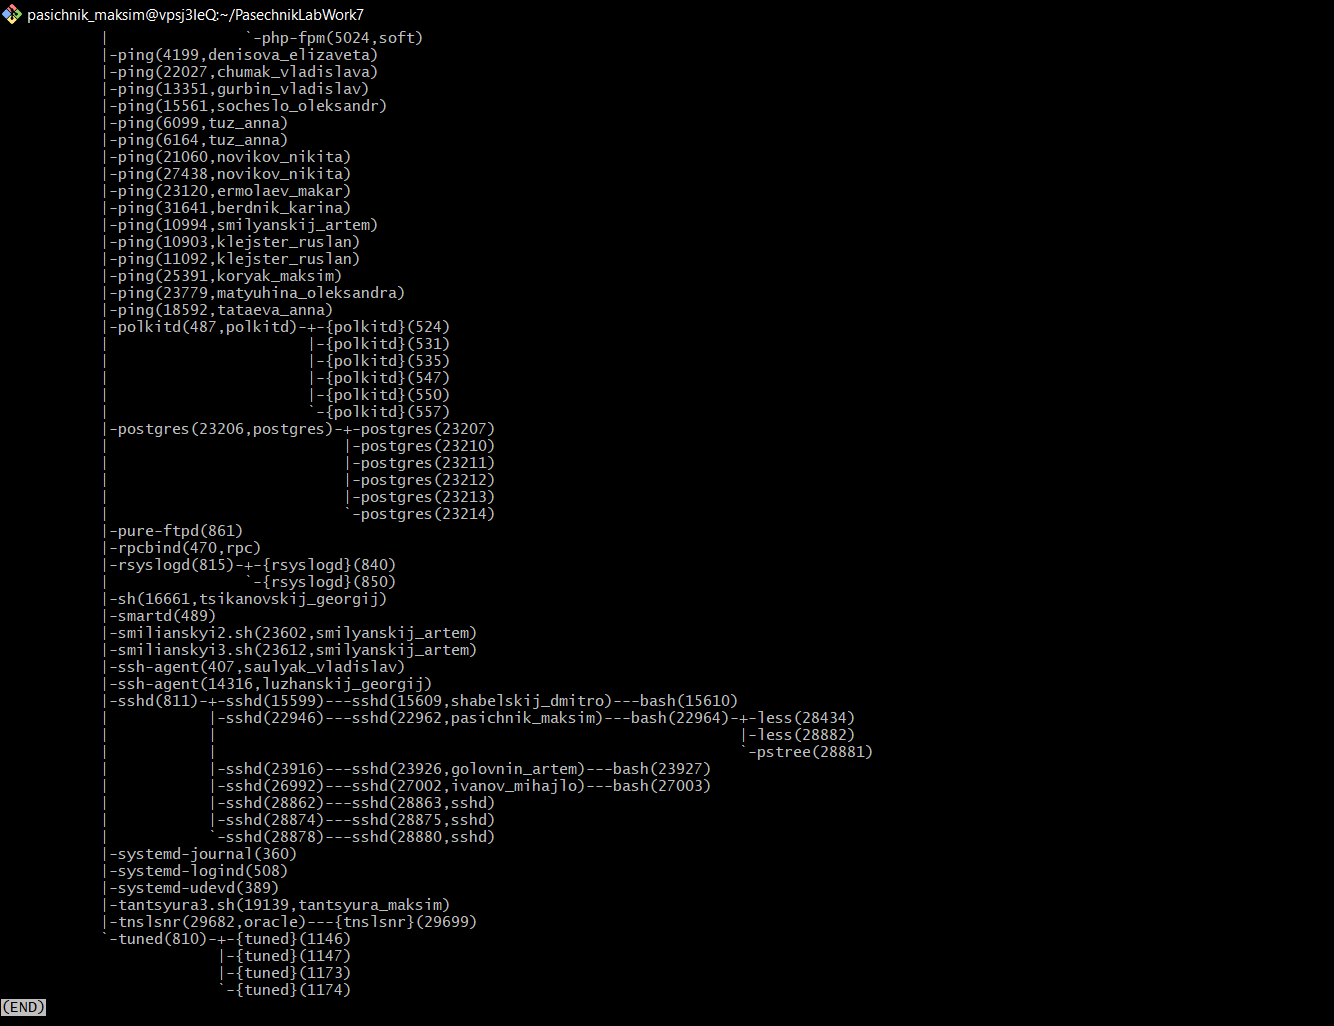 pasichnik_maksim@vpsj3IeQ:~/PasechnikLabWork7
           |               `-php-fpm(5024,soft)
           |-ping(4199,denisova_elizaveta)
           |-ping(22027,chumak_vladislava)
           |-ping(13351,gurbin_vladislav)
           |-ping(15561,socheslo_oleksandr)
           |-ping(6099,tuz_anna)
           |-ping(6164,tuz_anna)
           |-ping(21060,novikov_nikita)
           |-ping(27438,novikov_nikita)
           |-ping(23120,ermolaev_makar)
           |-ping(31641,berdnik_karina)
           |-ping(10994,smilyanskij_artem)
           |-ping(10903,klejster_ruslan)
           |-ping(11092,klejster_ruslan)
           |-ping(25391,koryak_maksim)
           |-ping(23779,matyuhina_oleksandra)
           |-ping(18592,tataeva_anna)
           |-polkitd(487,polkitd)-+-{polkitd}(524)
           |                      |-{polkitd}(531)
           |                      |-{polkitd}(535)
           |                      |-{polkitd}(547)
           |                      |-{polkitd}(550)
           |                      `-{polkitd}(557)
           |-postgres(23206,postgres)-+-postgres(23207)
           |                          |-postgres(23210)
           |                          |-postgres(23211)
           |                          |-postgres(23212)
           |                          |-postgres(23213)
           |                          `-postgres(23214)
           |-pure-ftpd(861)
           |-rpcbind(470,rpc)
           |-rsyslogd(815)-+-{rsyslogd}(840)
           |               `-{rsyslogd}(850)
           |-sh(16661,tsikanovskij_georgij)
           |-smartd(489)
           |-smilianskyi2.sh(23602,smilyanskij_artem)
           |-smilianskyi3.sh(23612,smilyanskij_artem)
           |-ssh-agent(407,saulyak_vladislav)
           |-ssh-agent(14316,luzhanskij_georgij)
           |-sshd(811)-+-sshd(15599)---sshd(15609,shabelskij_dmitro)---bash(15610)
           |           |-sshd(22946)---sshd(22962,pasichnik_maksim)---bash(22964)-+-less(28434)
           |           |                                                          |-less(28882)
           |           |                                                          `-pstree(28881)
           |           |-sshd(23916)---sshd(23926,golovnin_artem)---bash(23927)
           |           |-sshd(26992)---sshd(27002,ivanov_mihajlo)---bash(27003)
           |           |-sshd(28862)---sshd(28863,sshd)
           |           |-sshd(28874)---sshd(28875,sshd)
           |           `-sshd(28878)---sshd(28880,sshd)
           |-systemd-journal(360)
           |-systemd-logind(508)
           |-systemd-udevd(389)
           |-tantsyura3.sh(19139,tantsyura_maksim)
           |-tnslsnr(29682,oracle)---{tnslsnr}(29699)
           `-tuned(810)-+-{tuned}(1146)
                        |-{tuned}(1147)
                        |-{tuned}(1173)
                        `-{tuned}(1174)
(END)